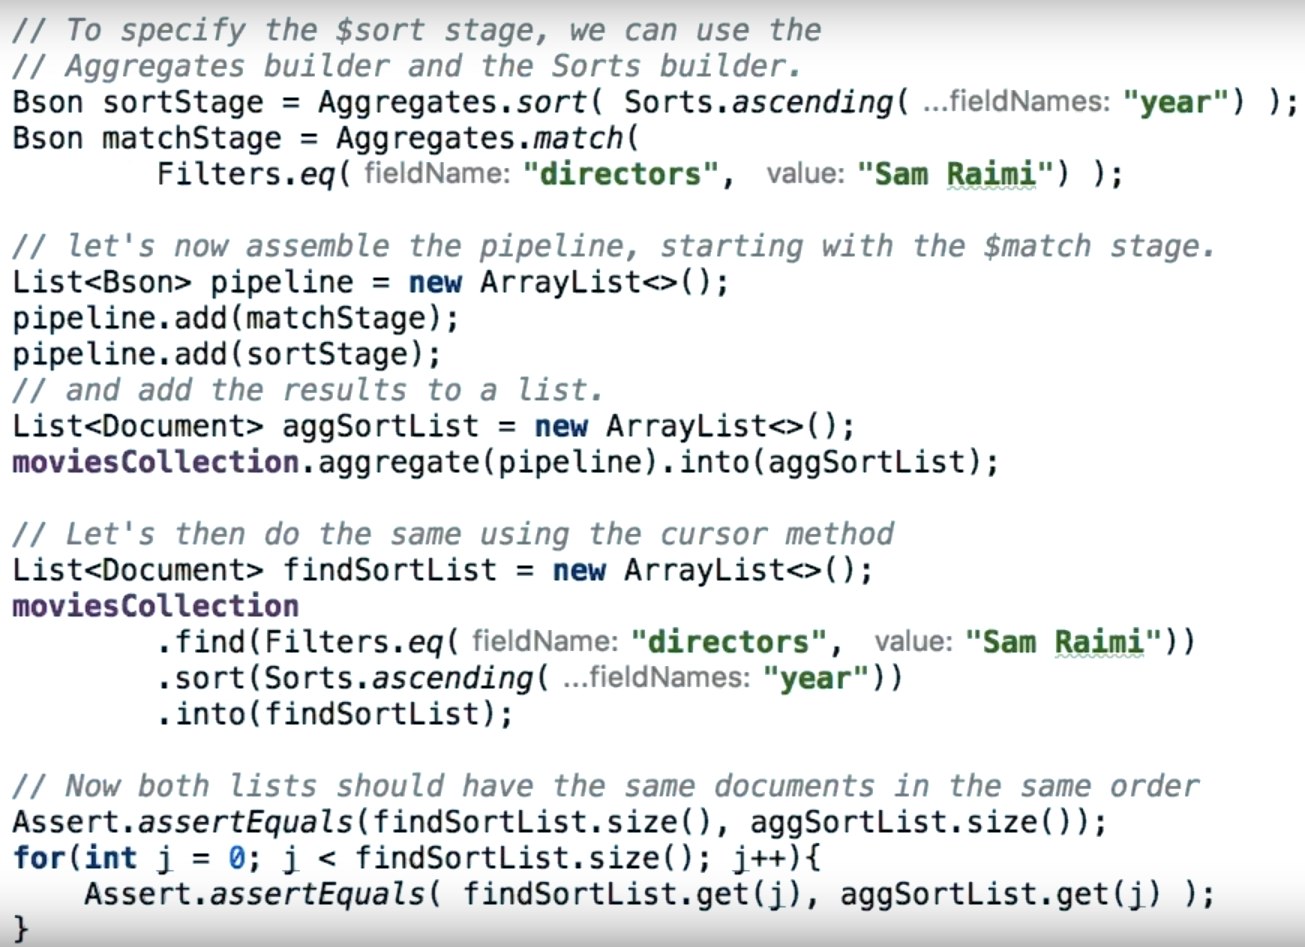 // To specify the $sort stage, we can use the
// Aggregates builder and the Sorts builder.
Bson sortStage = Aggregates.sort( Sorts.ascending( ...fieldNames: "year") );
Bson matchStage = Aggregates.match(
        Filters.eq( fieldName: "directors",  value: "Sam Raimi") );

// let's now assemble the pipeline, starting with the $match stage.
List<Bson> pipeline = new ArrayList<>();
pipeline.add(matchStage);
pipeline.add(sortStage);
// and add the results to a list.
List<Document> aggSortList = new ArrayList<>();
moviesCollection.aggregate(pipeline).into(aggSortList);

// Let's then do the same using the cursor method
List<Document> findSortList = new ArrayList<>();
moviesCollection
        .find(Filters.eq( fieldName: "directors",  value: "Sam Raimi"))
        .sort(Sorts.ascending( ...fieldNames: "year"))
        .into(findSortList);

// Now both lists should have the same documents in the same order
Assert.assertEquals(findSortList.size(), aggSortList.size());
for(int j = 0; j < findSortList.size(); j++){
    Assert.assertEquals( findSortList.get(j), aggSortList.get(j) );
}